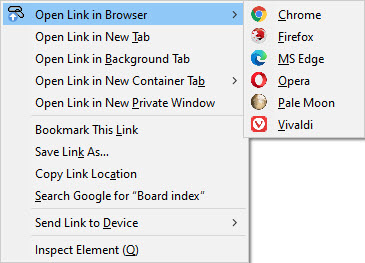 Open Link in Browser
Open Link in New Tab
Open Link in Background Tab
Open Link in New Container Tab
Open Link in New Private Window
Bookmark This Link
Save Link As...
Copy Link Location
Search Google for “Board index”
Send Link to Device
Inspect Element (Q)
Chrome
Firefox
MS Edge
Opera
Pale Moon
Vivaldi